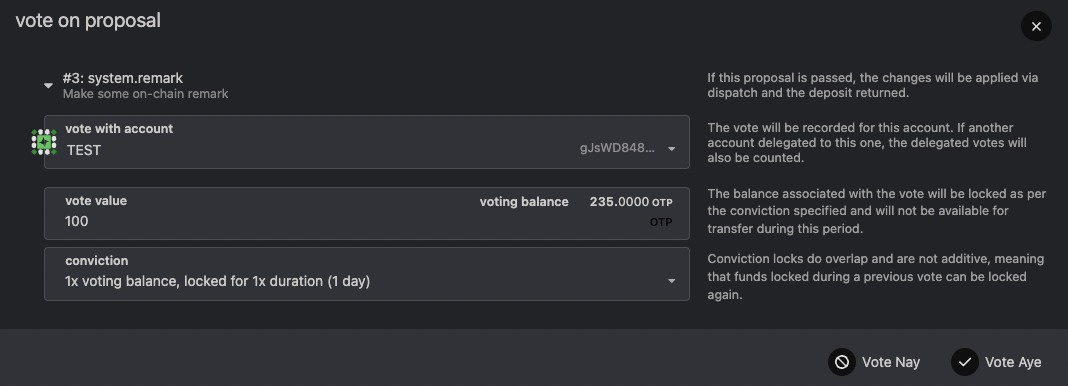 vote on proposal
#3: system.remark
Make some on-chain remark
If this proposal is passed, the changes will be applied via
dispatch and the deposit returned.
vote with account
TEST
gJsWD848...
The vote will be recorded for this account. If another
account delegated to this one, the delegated votes will
also be counted.
vote value
100
voting balance 235.0000 OTP
OTP
The balance associated with the vote will be locked as per
the conviction specified and will not be available for
transfer during this period.
conviction
1x voting balance, locked for 1x duration (1 day)
Conviction locks do overlap and are not additive, meaning
that funds locked during a previous vote can be locked
again.
Vote Nay
Vote Aye